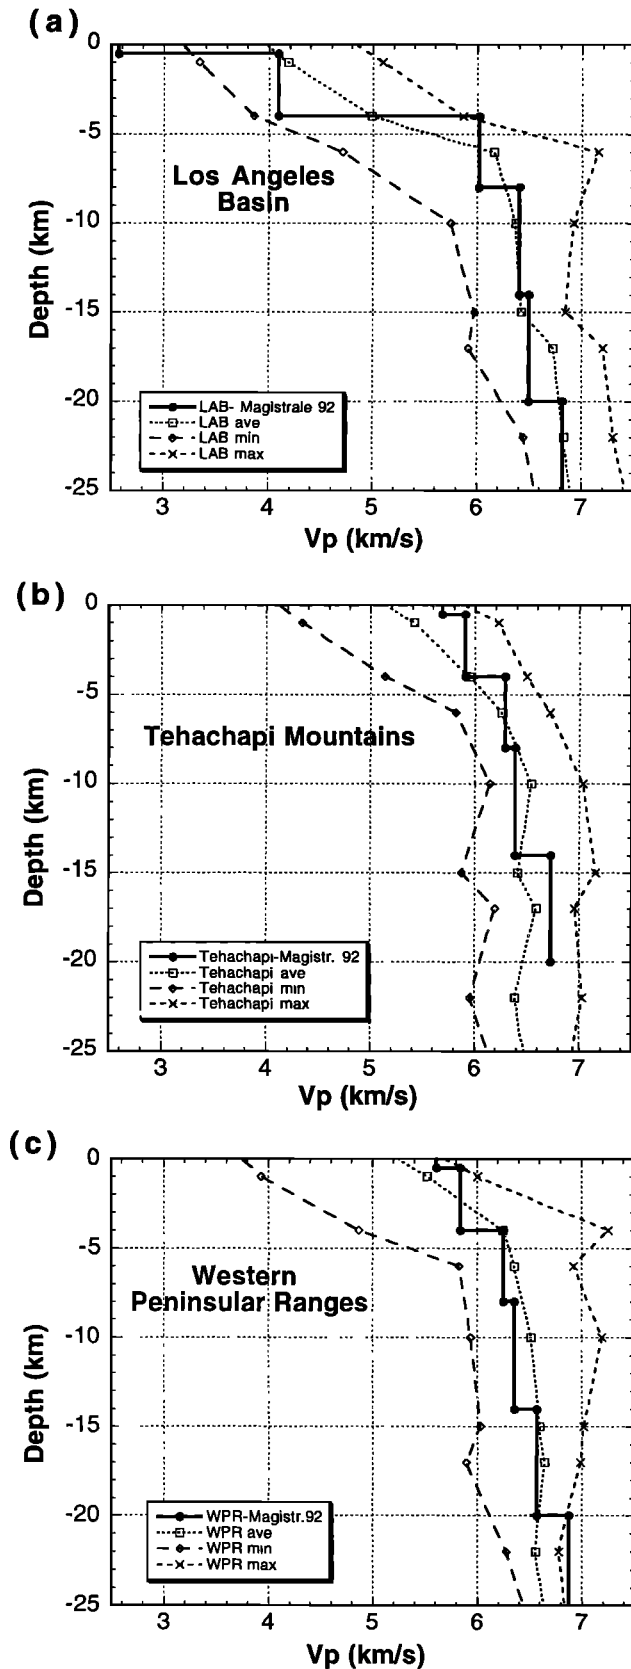 (a)
0
-5
-10
-15
-20
-25
Depth (km)
Los Angeles
Basin
LAB- Magistrale 92
LAB ave
LAB min
LAB max
3 4 5 6 7
Vp (km/s)
(b)
0
-5
-10
-15
-20
-25
Depth (km)
Tehachapi Mountains
Tehachapi-Magistr. 92
Tehachapi ave
Tehachapi min
Tehachapi max
3 4 5 6 7
Vp (km/s)
(c)
0
-5
-10
-15
-20
-25
Depth (km)
Western
Peninsular Ranges
WPR-Magistr.92
WPR ave
WPR min
WPR max
3 4 5 6 7
Vp (km/s)